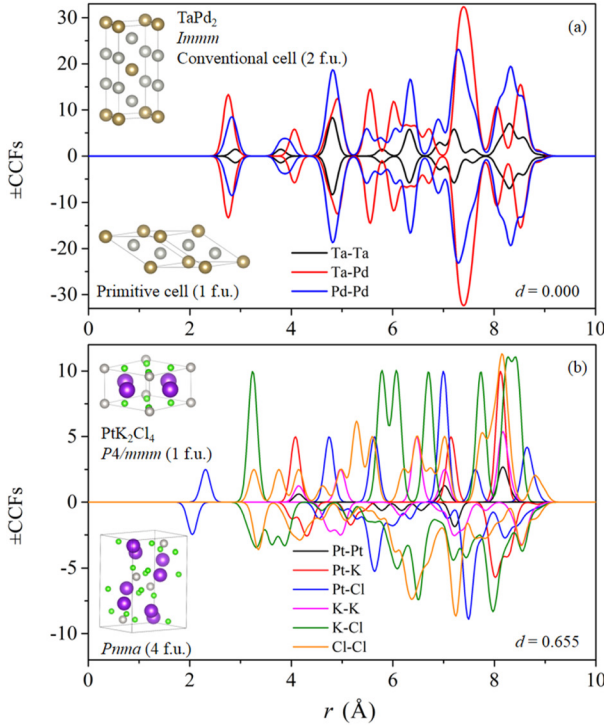 TaPd₂
Immm
Conventional cell (2 f.u.)
(a)
30
20
10
0
-10
-20
-30
±CCFs
Primitive cell (1 f.u.)
Ta-Ta
Ta-Pd
Pd-Pd
d = 0.000
0 2 4 6 8 10
(b)
10
5
0
-5
-10
±CCFs
PtK₂Cl₄
P4/mmm (1 f.u.)
Pnma (4 f.u.)
Pt-Pt
Pt-K
Pt-Cl
K-K
K-Cl
Cl-Cl
d = 0.655
0 2 4 6 8 10
r (Å)